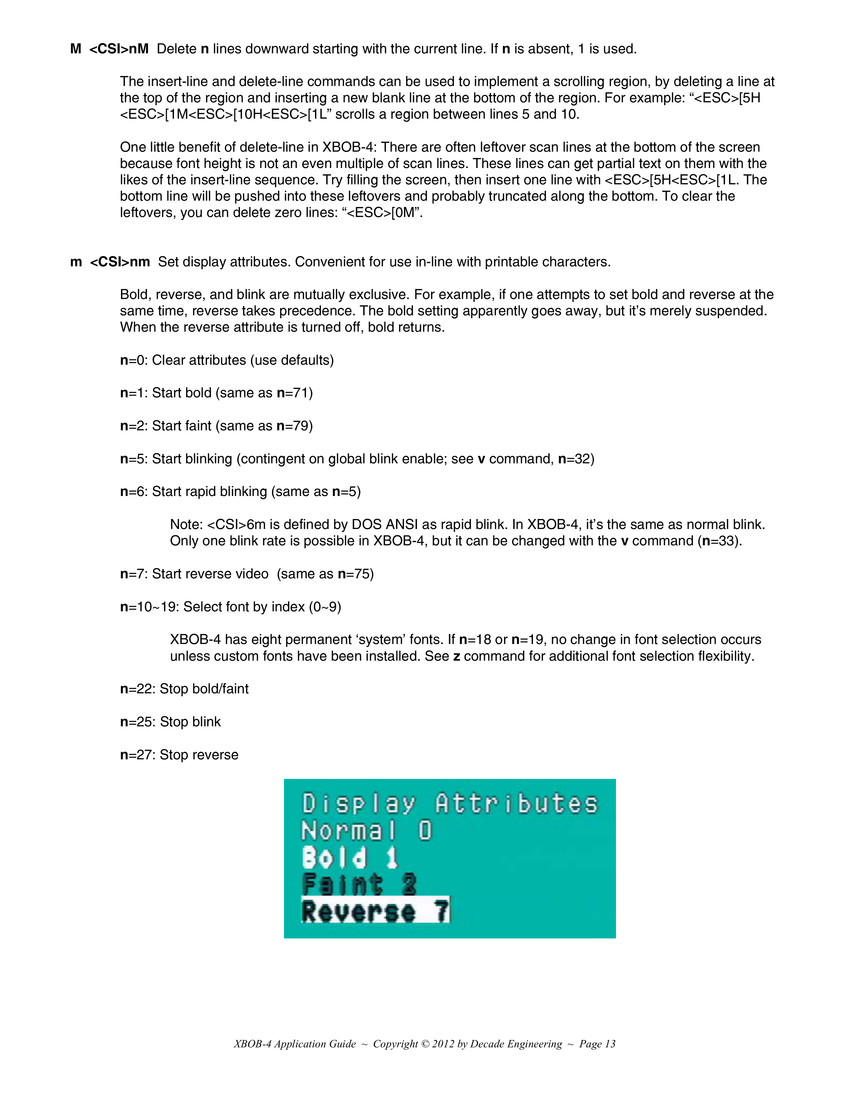 M <CSI>nM Delete n lines downward starting with the current line. If n is absent, 1 is used.
The insert-line and delete-line commands can be used to implement a scrolling region, by deleting a line at
the top of the region and inserting a new blank line at the bottom of the region. For example: “<ESC>[5H
<ESC>[1M<ESC>[10H<ESC>[1L” scrolls a region between lines 5 and 10.
One little benefit of delete-line in XBOB-4: There are often leftover scan lines at the bottom of the screen
because font height is not an even multiple of scan lines. These lines can get partial text on them with the
likes of the insert-line sequence. Try filling the screen, then insert one line with <ESC>[5H<ESC>[1L. The
bottom line will be pushed into these leftovers and probably truncated along the bottom. To clear the
leftovers, you can delete zero lines: “<ESC>[0M”.
m <CSI>nm Set display attributes. Convenient for use in-line with printable characters.
Bold, reverse, and blink are mutually exclusive. For example, if one attempts to set bold and reverse at the
same time, reverse takes precedence. The bold setting apparently goes away, but it’s merely suspended.
When the reverse attribute is turned off, bold returns.
n=0: Clear attributes (use defaults)
n=1: Start bold (same as n=71)
n=2: Start faint (same as n=79)
n=5: Start blinking (contingent on global blink enable; see v command, n=32)
n=6: Start rapid blinking (same as n=5)
Note: <CSI>6m is defined by DOS ANSI as rapid blink. In XBOB-4, it’s the same as normal blink.
Only one blink rate is possible in XBOB-4, but it can be changed with the v command (n=33).
n=7: Start reverse video (same as n=75)
n=10~19: Select font by index (0~9)
XBOB-4 has eight permanent ‘system’ fonts. If n=18 or n=19, no change in font selection occurs
unless custom fonts have been installed. See z command for additional font selection flexibility.
n=22: Stop bold/faint
n=25: Stop blink
n=27: Stop reverse
Display Attributes
Normal 0
Bold 1
Faint 2
Reverse 7
XBOB-4 Application Guide ~ Copyright © 2012 by Decade Engineering ~ Page 13